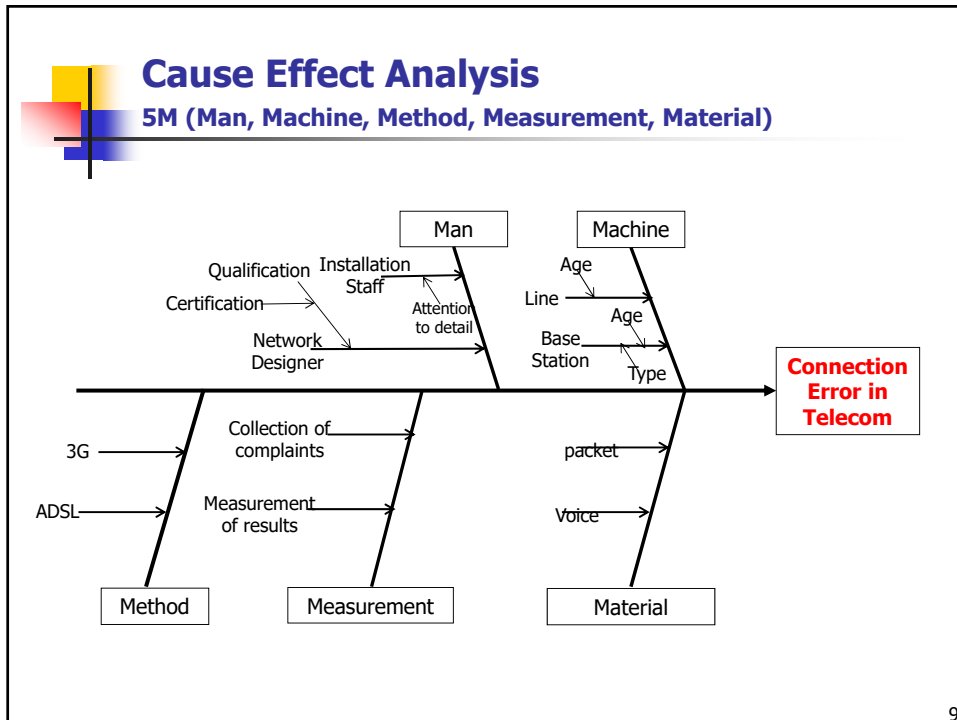 Cause Effect Analysis
5M (Man, Machine, Method, Measurement, Material)
Man
Machine
Qualification
Installation
Staff
Age
Certification
Attention
to detail
Line
Age
Network
Designer
Base
Station
Type
Connection
Error in
Telecom
3G
Collection of
complaints
packet
ADSL
Measurement
of results
Voice
Method
Measurement
Material
9